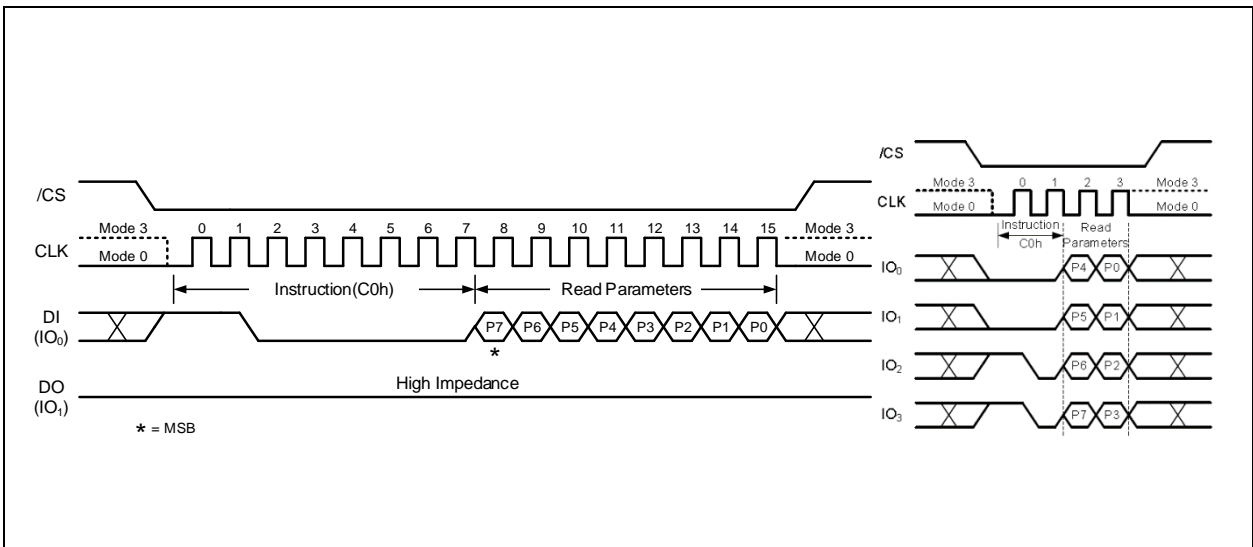 /CS
Mode 3 0 1 2 3 4 5 6 7 8 9 10 11 12 13 14 15 Mode 3
CLK
Mode 0 Mode 0
Instruction(C0h) Read Parameters
DI
(IO₀)
P7 P6 P5 P4 P3 P2 P1 P0
*
High Impedance
DO
(IO₁)
* = MSB
/CS
Mode 3 0 1 2 3 Mode 3
CLK
Mode 0 Mode 0
Instruction
C0h
Read
Parameters
IO₀ P4 P0
IO₁ P5 P1
IO₂ P6 P2
IO₃ P7 P3